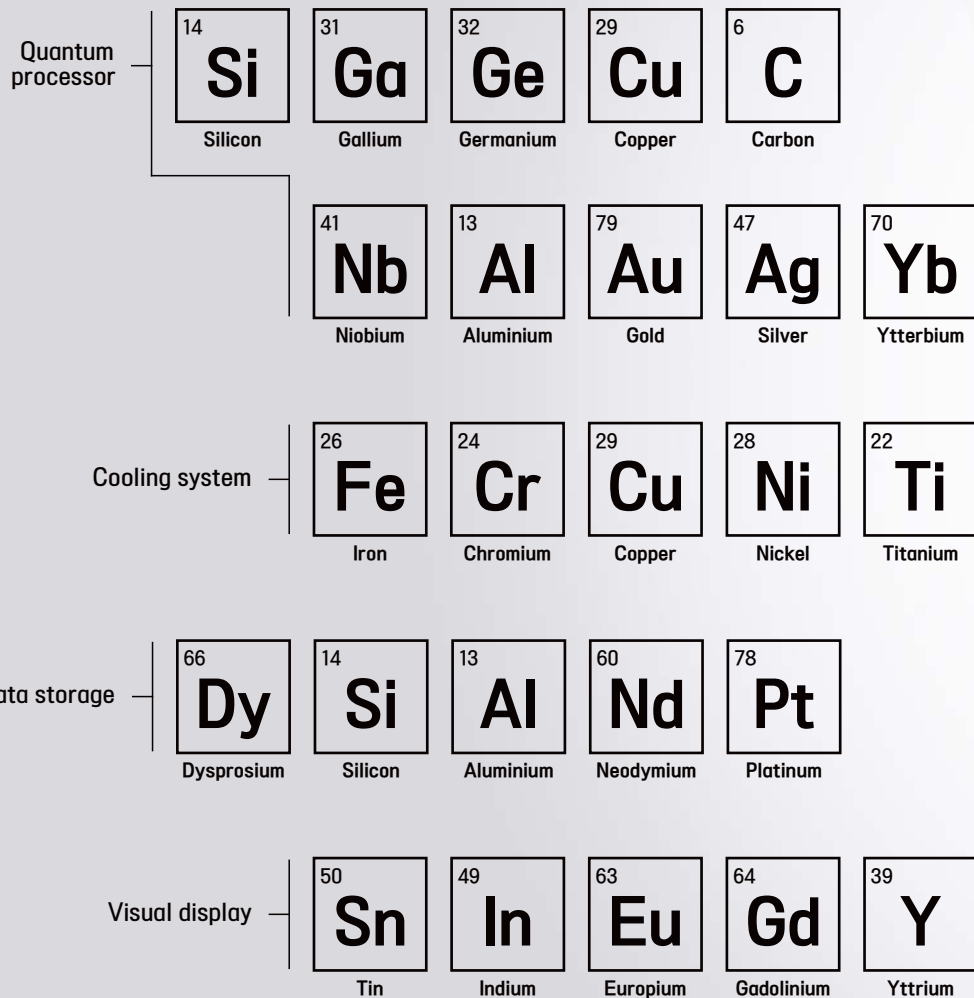 Quantum
processor
14 31 32 29 6
Si Ga Ge Cu C
Silicon Gallium Germanium Copper Carbon
41 13 79 47 70
Nb Al Au Ag Yb
Niobium Aluminium Gold Silver Ytterbium
Cooling system
26 24 29 28 22
Fe Cr Cu Ni Ti
Iron Chromium Copper Nickel Titanium
ata storage
66 14 13 60 78
Dy Si Al Nd Pt
Dysprosium Silicon Aluminium Neodymium Platinum
Visual display
50 49 63 64 39
Sn In Eu Gd Y
Tin Indium Europium Gadolinium Yttrium